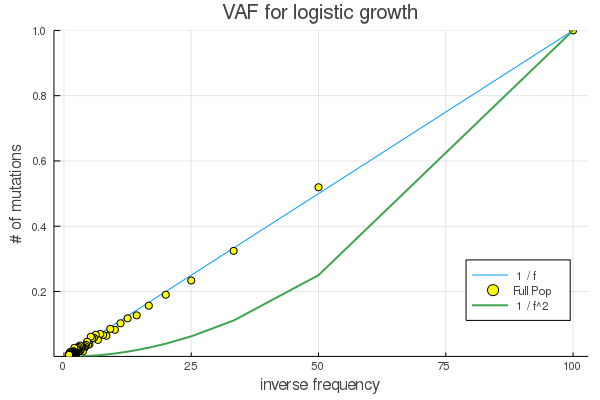 VAF for logistic growth
# of mutations
1.0
0.8
0.6
0.4
0.2
0
25
50
75
100
inverse frequency
1 / f
Full Pop
1 / f^2